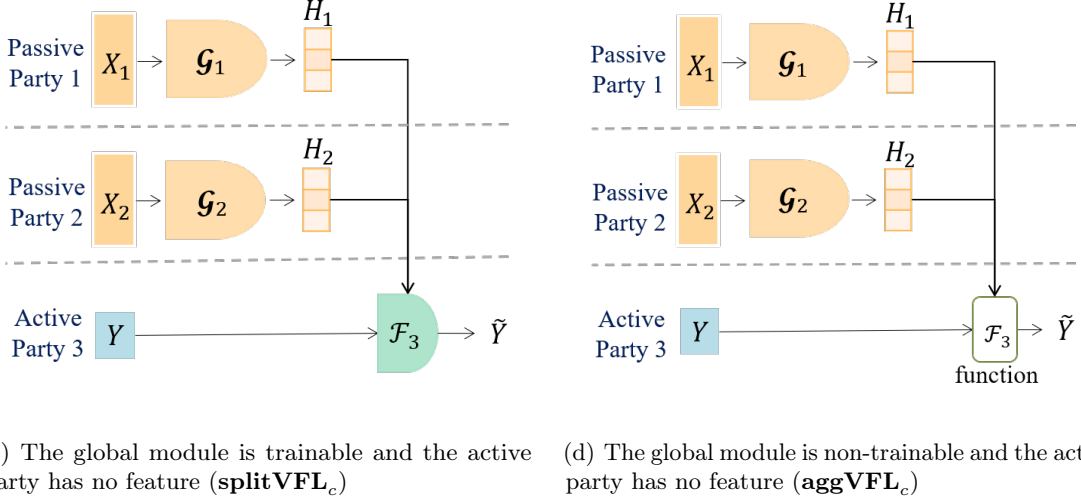 H₁
Passive
Party 1
X₁
𝓖₁
H₂
Passive
Party 2
X₂
𝓖₂
Active
Party 3
Y
ℱ₃
Ỹ
) The global module is trainable and the active
arty has no feature (splitVFL_c)
H₁
Passive
Party 1
X₁
𝓖₁
H₂
Passive
Party 2
X₂
𝓖₂
Active
Party 3
Y
ℱ₃
Ỹ
function
(d) The global module is non-trainable and the act
party has no feature (aggVFL_c)